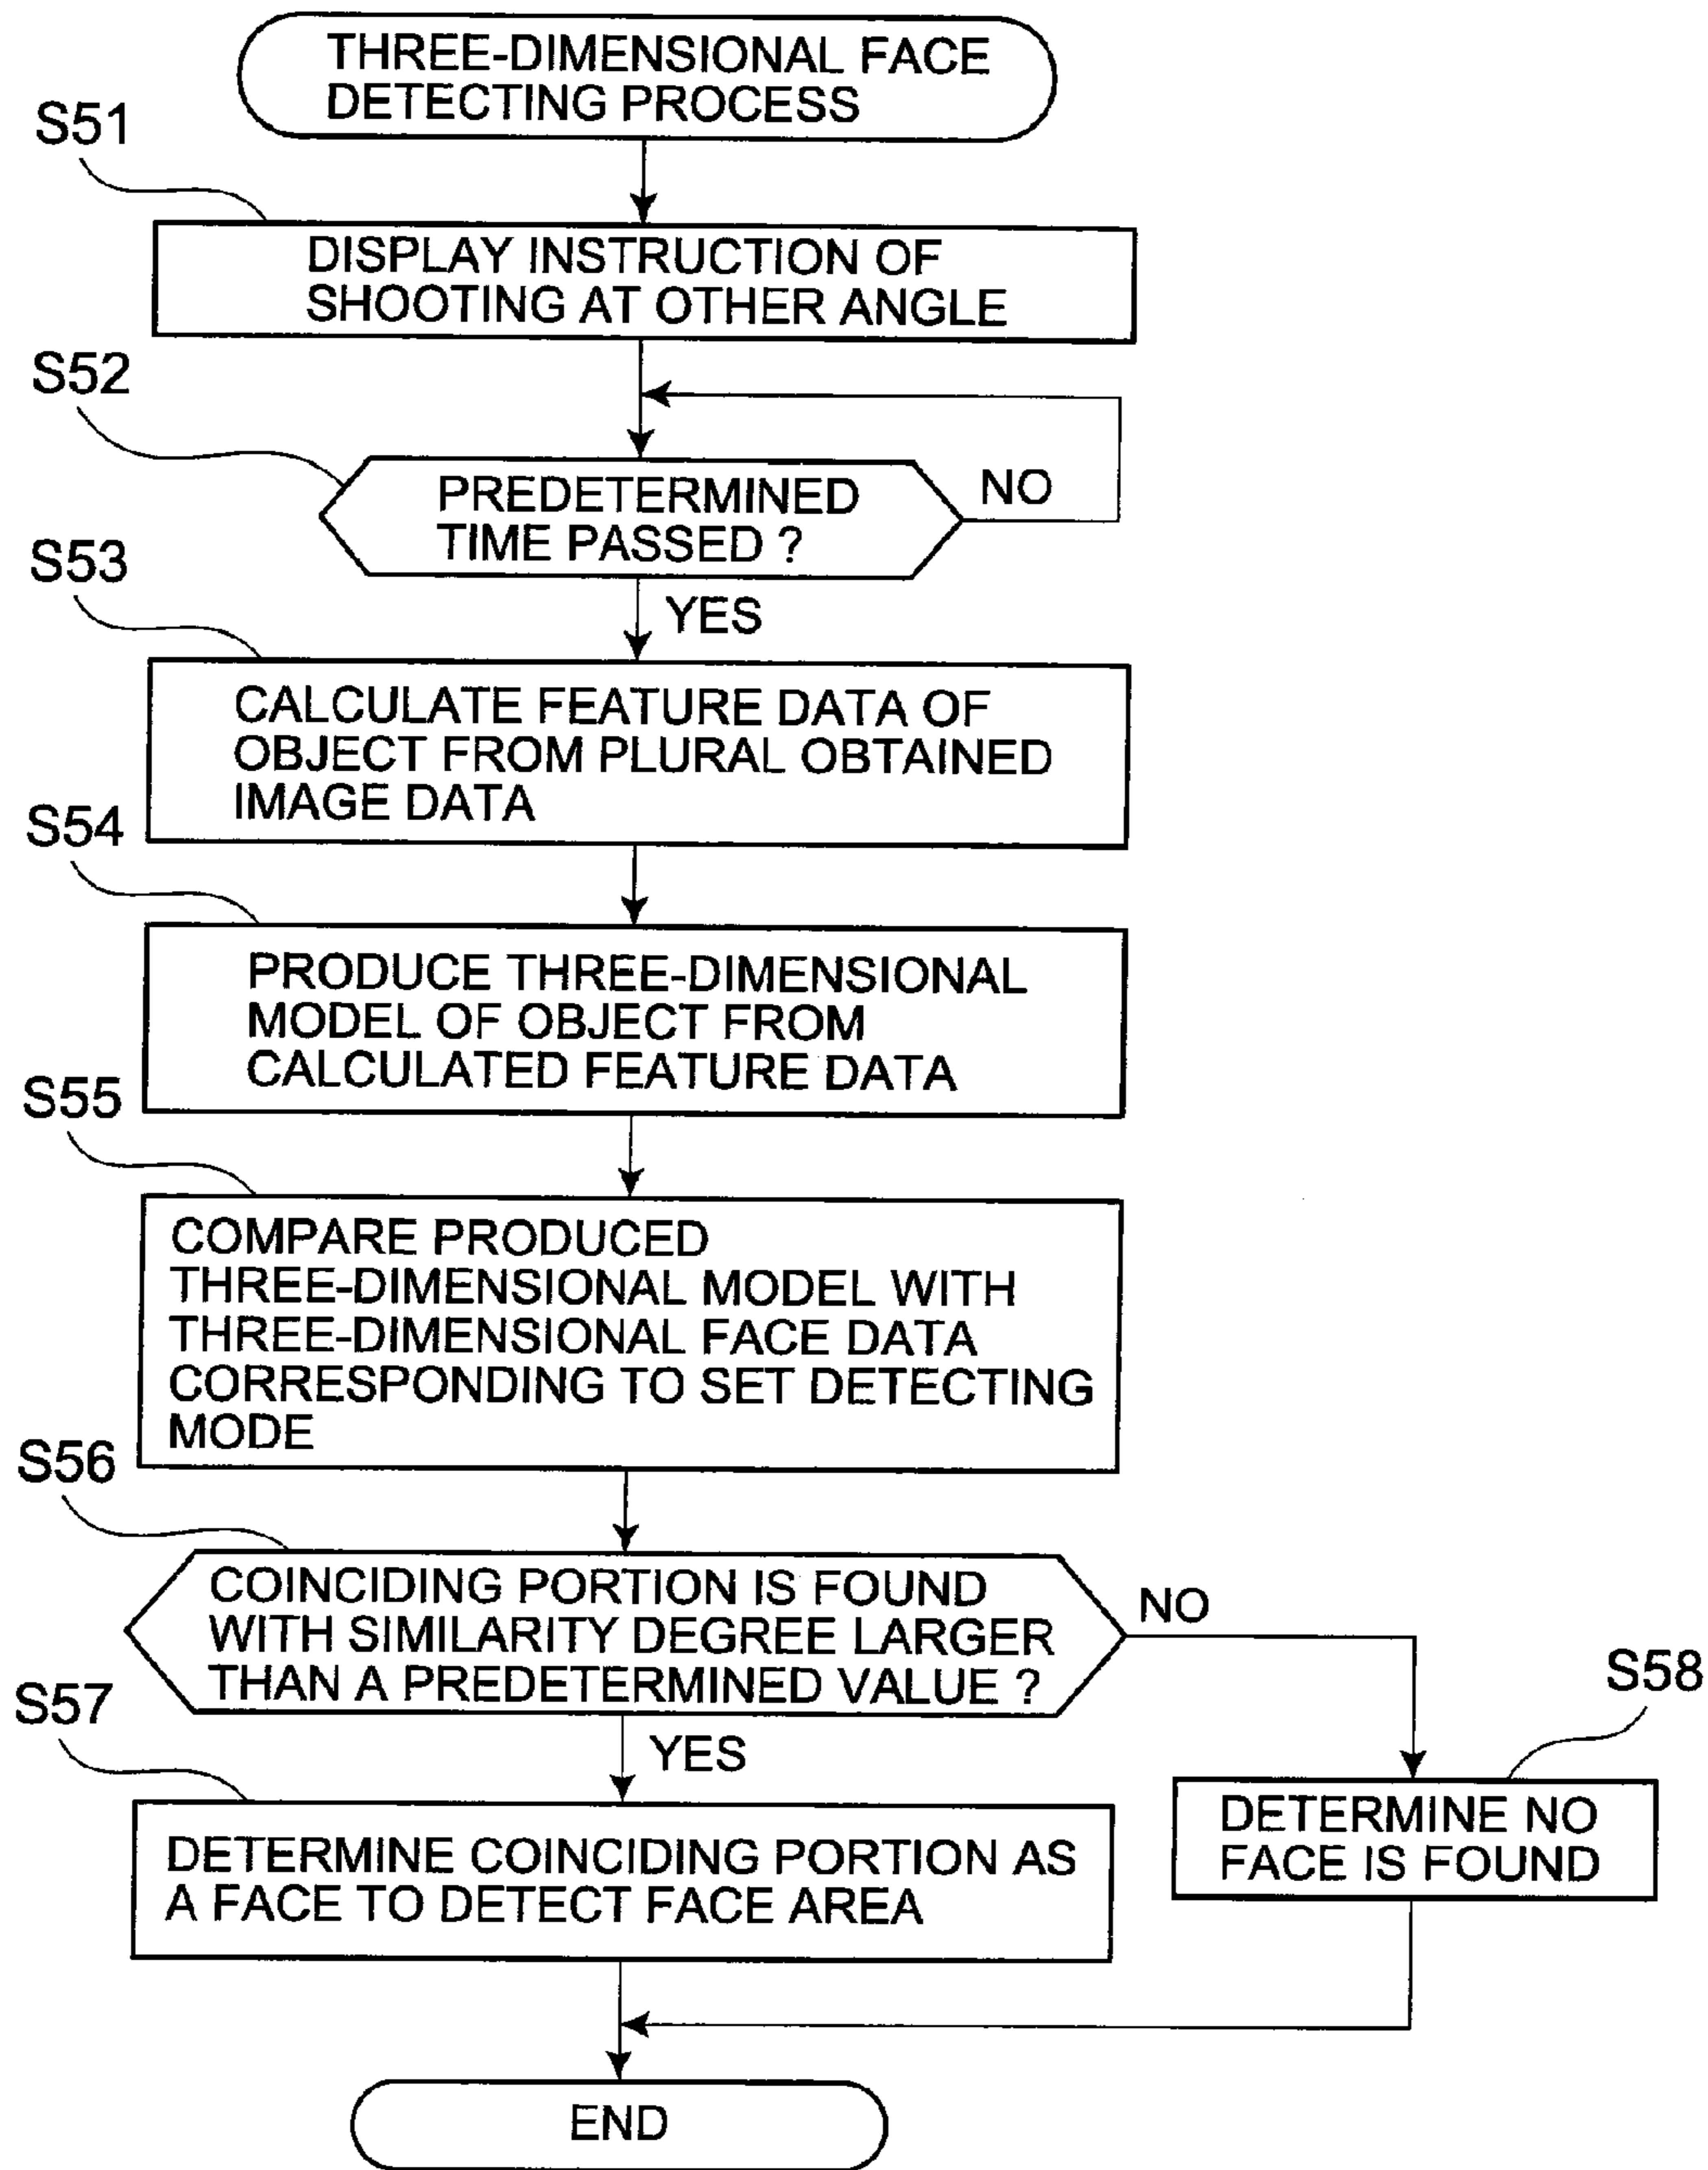 THREE-DIMENSIONAL FACE
DETECTING PROCESS
S51
DISPLAY INSTRUCTION OF
SHOOTING AT OTHER ANGLE
S52
PREDETERMINED
TIME PASSED ?
NO
S53
YES
CALCULATE FEATURE DATA OF
OBJECT FROM PLURAL OBTAINED
IMAGE DATA
S54
PRODUCE THREE-DIMENSIONAL
MODEL OF OBJECT FROM
CALCULATED FEATURE DATA
S55
COMPARE PRODUCED
THREE-DIMENSIONAL MODEL WITH
THREE-DIMENSIONAL FACE DATA
CORRESPONDING TO SET DETECTING
MODE
S56
COINCIDING PORTION IS FOUND
WITH SIMILARITY DEGREE LARGER
THAN A PREDETERMINED VALUE ?
NO
S57
YES
S58
DETERMINE COINCIDING PORTION AS
A FACE TO DETECT FACE AREA
DETERMINE NO
FACE IS FOUND
END